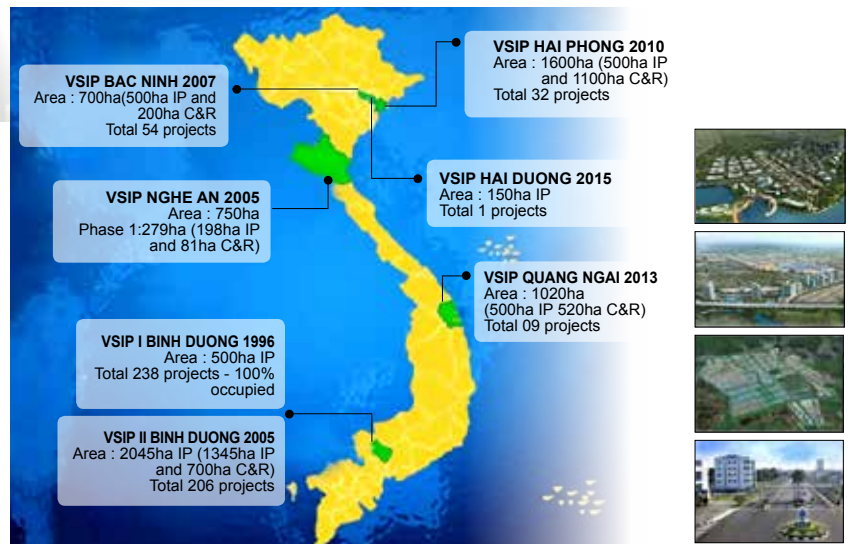 VSIP HAI PHONG 2010
Area : 1600ha (500ha IP
and 1100ha C&R)
Total 32 projects
VSIP BAC NINH 2007
Area : 700ha(500ha IP and
200ha C&R
Total 54 projects
VSIP HAI DUONG 2015
Area : 150ha IP
Total 1 projects
VSIP NGHE AN 2005
Area : 750ha
Phase 1:279ha (198ha IP
and 81ha C&R)
VSIP QUANG NGAI 2013
Area : 1020ha
(500ha IP 520ha C&R)
Total 09 projects
VSIP I BINH DUONG 1996
Area : 500ha IP
Total 238 projects - 100%
occupied
VSIP II BINH DUONG 2005
Area : 2045ha IP (1345ha IP
and 700ha C&R)
Total 206 projects